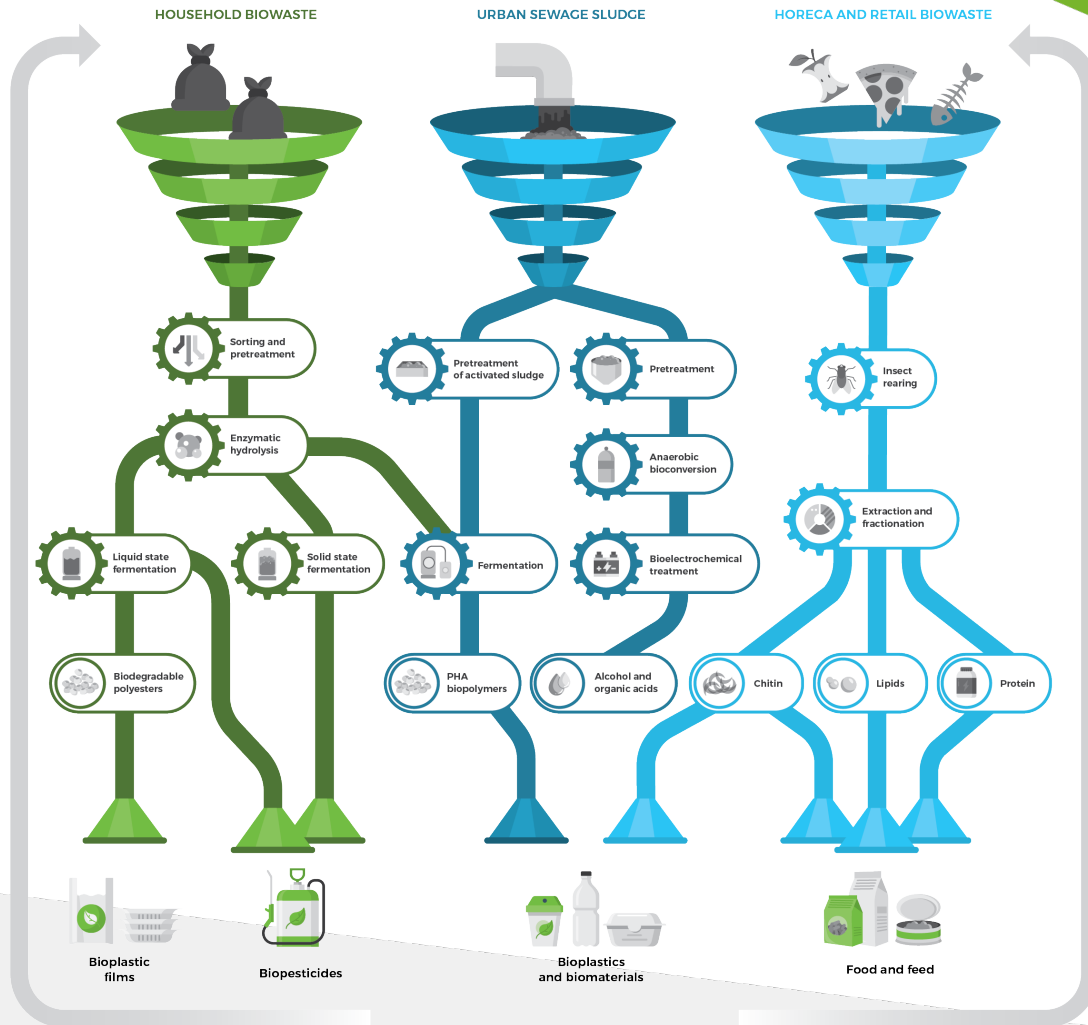 HOUSEHOLD BIOWASTE
URBAN SEWAGE SLUDGE
HORECA AND RETAIL BIOWASTE
Sorting and
pretreatment
Pretreatment
of activated sludge
Pretreatment
Insect
rearing
Enzymatic
hydrolysis
Anaerobic
bioconversion
Extraction and
fractionation
Liquid state
fermentation
Solid state
fermentation
Fermentation
Bioelectrochemical
treatment
Biodegradable
polyesters
PHA
biopolymers
Alcohol and
organic acids
Chitin
Lipids
Protein
Bioplastic
films
Biopesticides
Bioplastics
and biomaterials
Food and feed